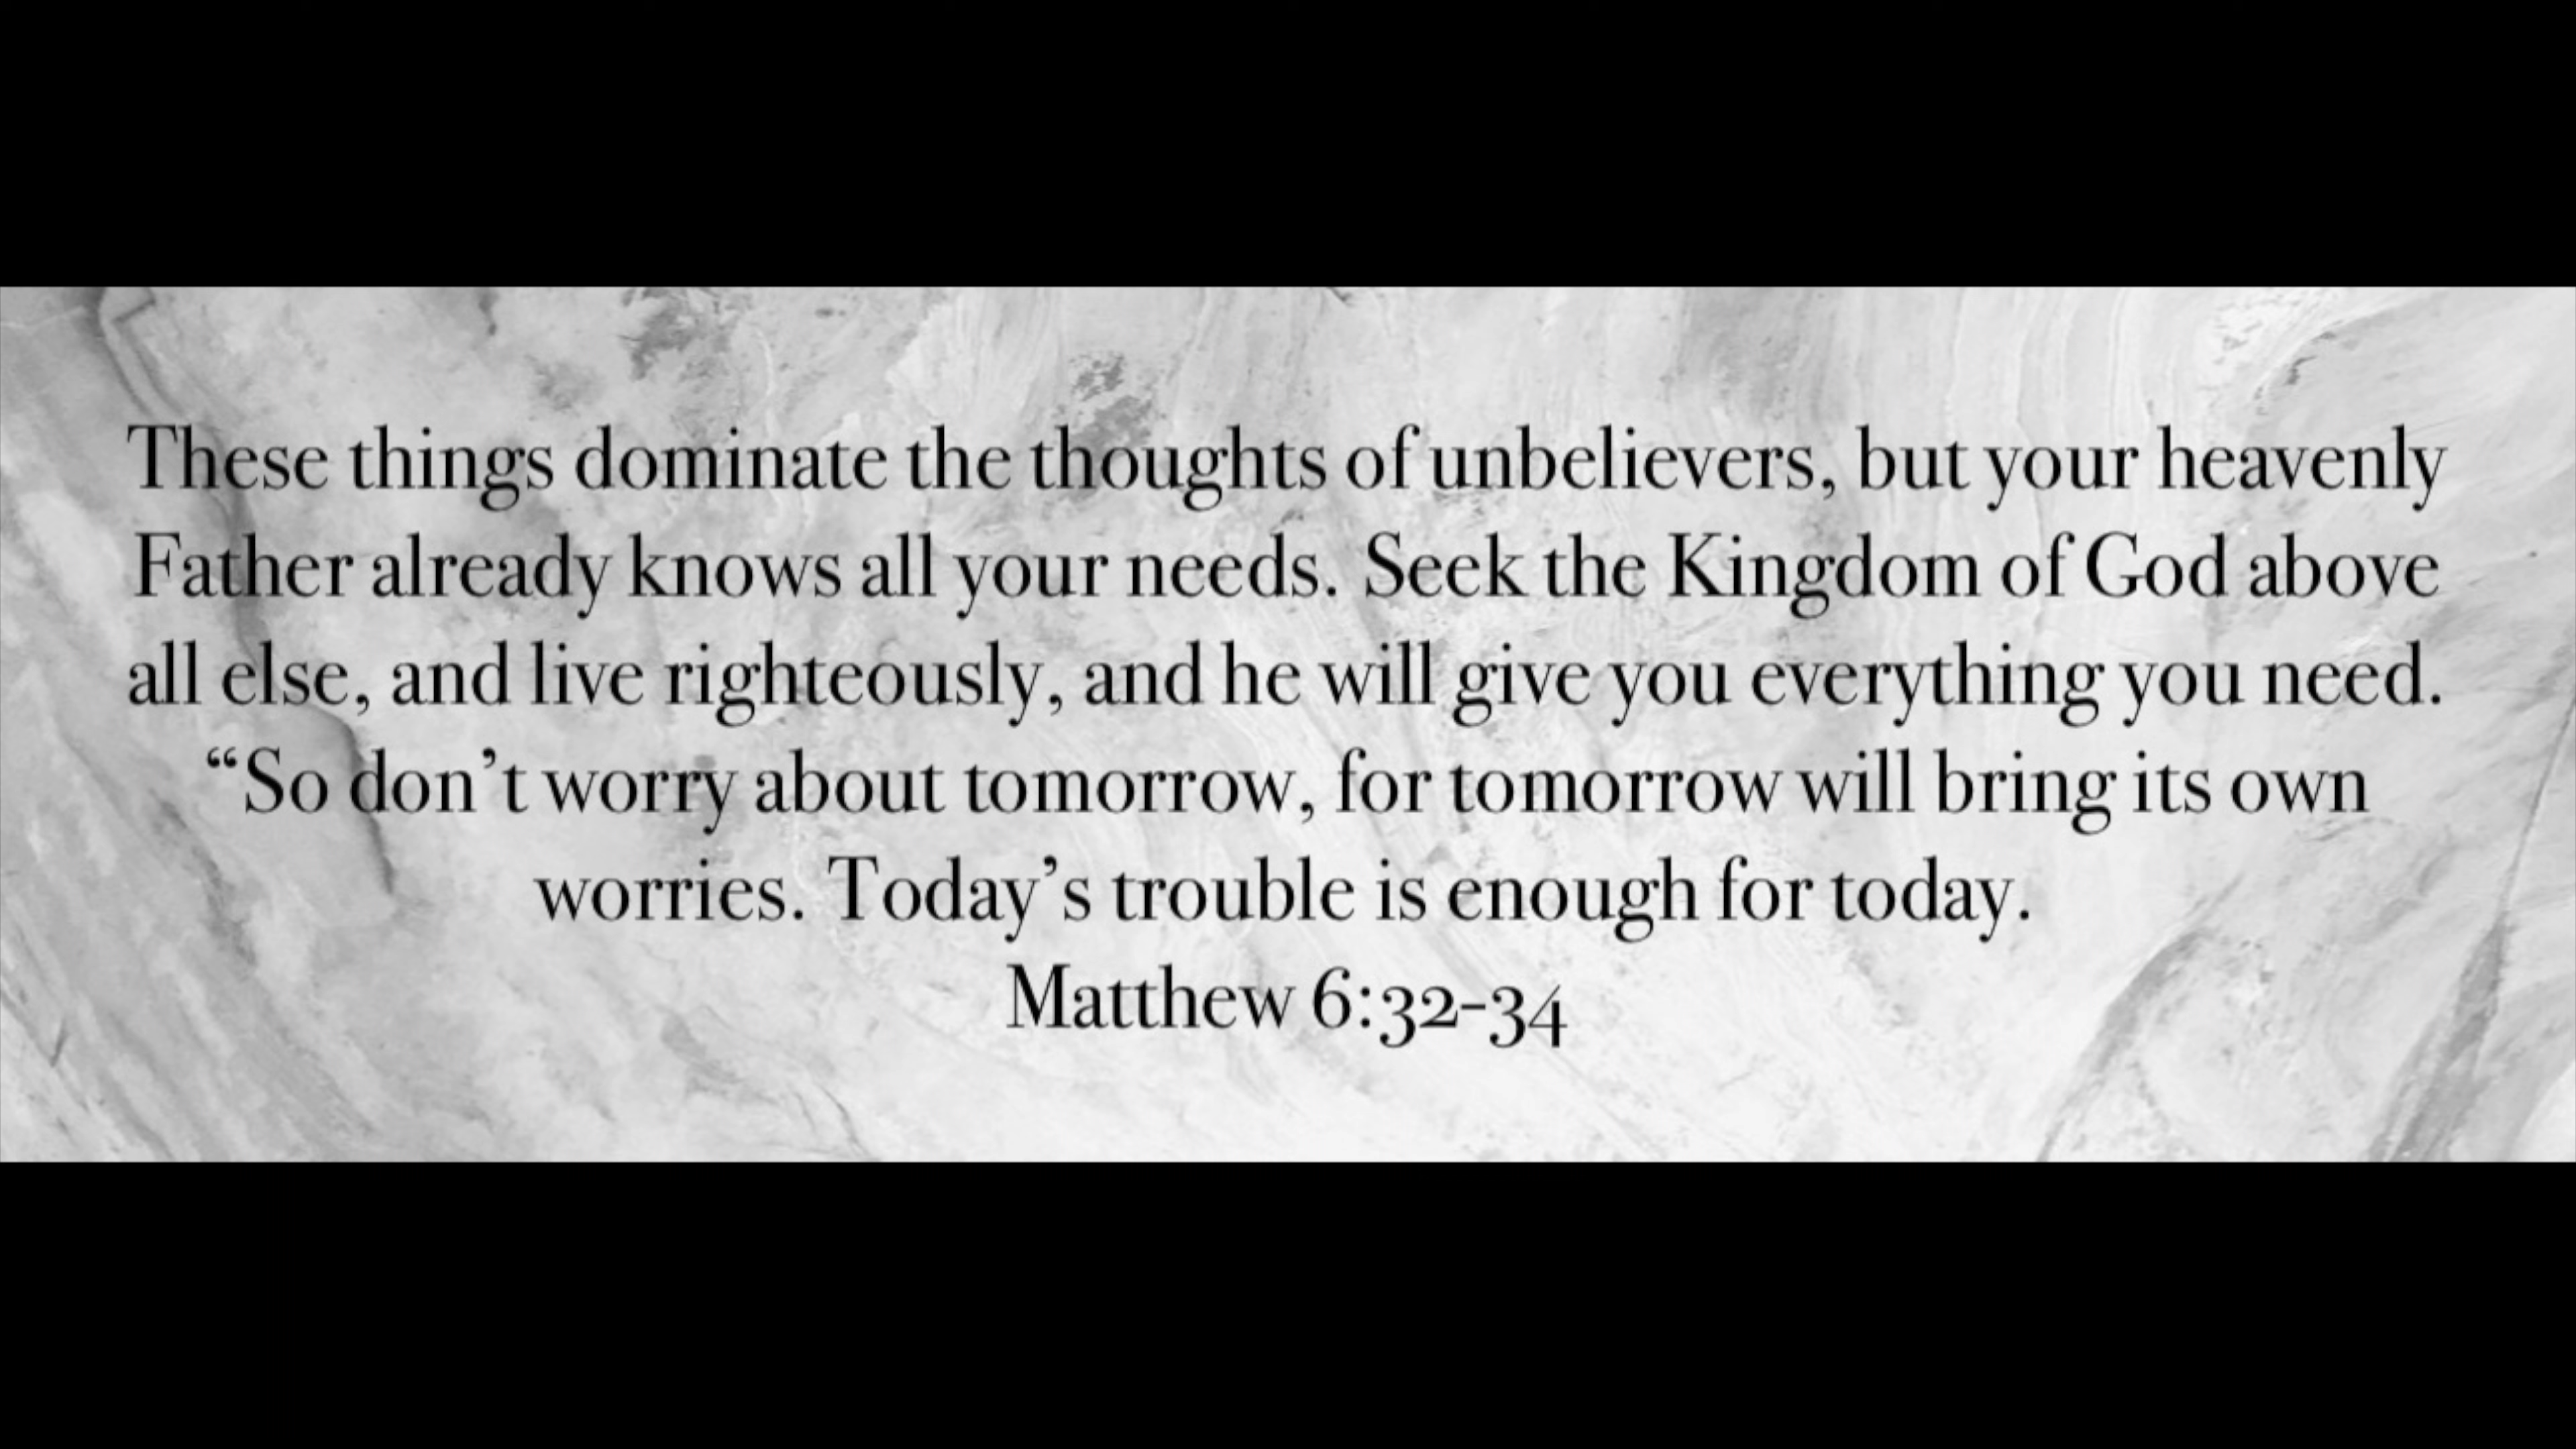 These things dominate the thoughts of unbelievers, but your heavenly
Father already knows all your needs. Seek the Kingdom of God above
all else, and live righteously, and he will give you everything you need.
“So don’t worry about tomorrow, for tomorrow will bring its own
worries. Today’s trouble is enough for today.
Matthew 6:32-34